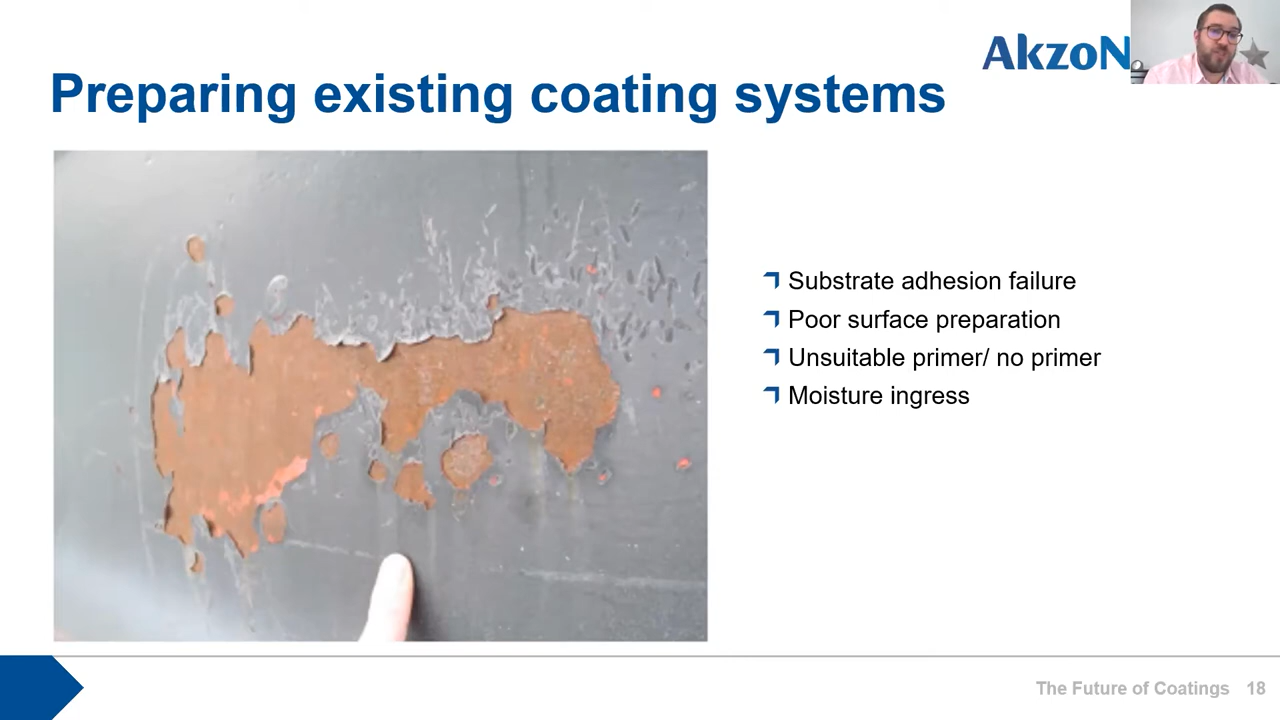 AkzoN
Preparing existing coating systems
Substrate adhesion failure
Poor surface preparation
Unsuitable primer/ no primer
Moisture ingress
The Future of Coatings 18